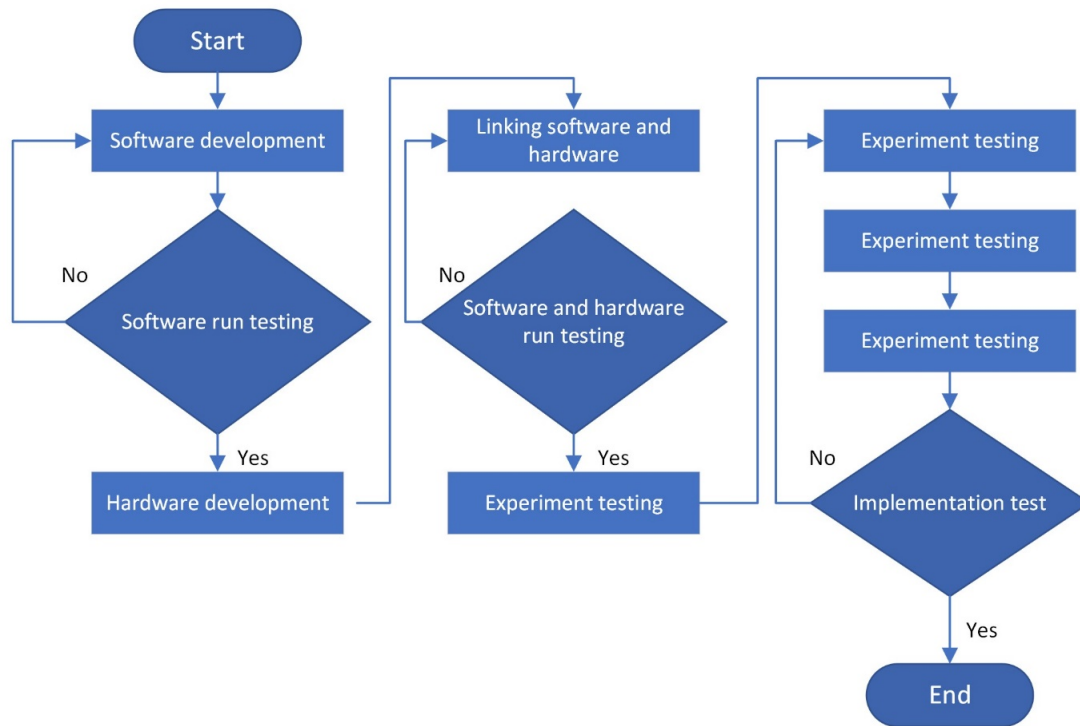 Start
Software development
No
Software run testing
Yes
Hardware development
Linking software and
hardware
No
Software and hardware
run testing
Yes
Experiment testing
Experiment testing
Experiment testing
Experiment testing
No
Implementation test
Yes
End